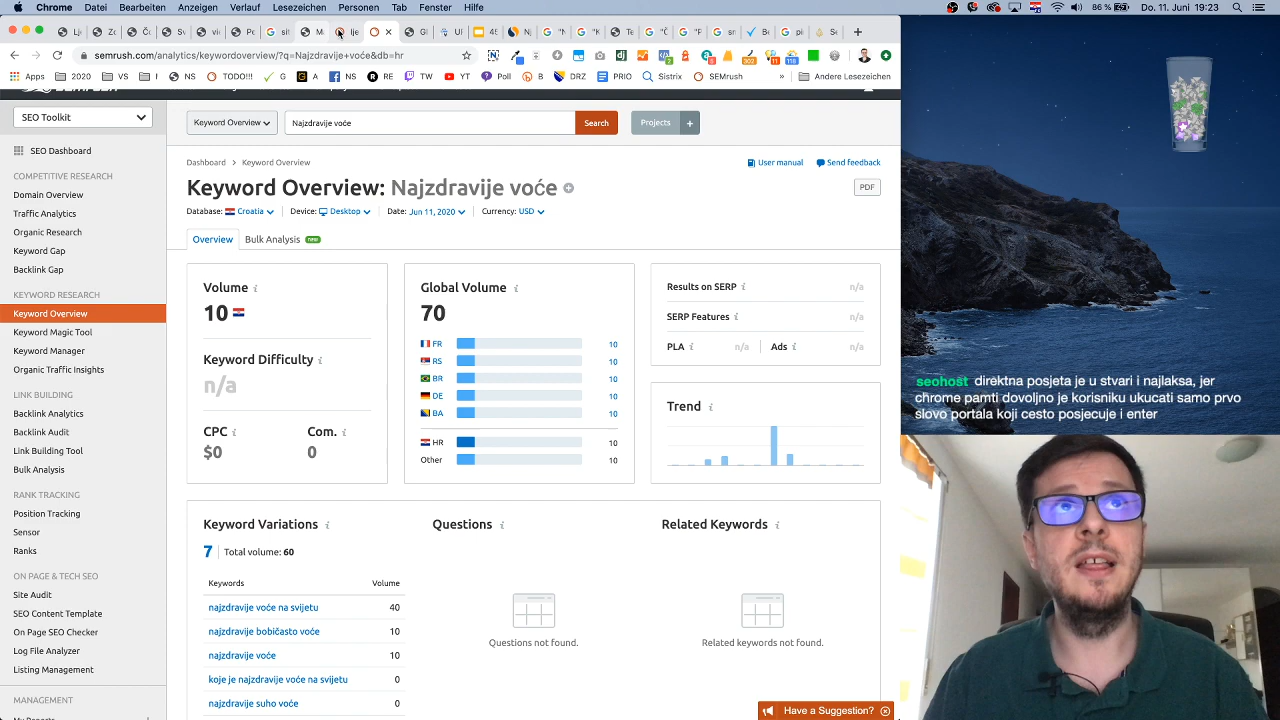 Chrome Datei Bearbeiten Anzeigen Verlauf Lesezeichen Personen Tab Fenster Hilfe 86 % Do. 11. Juni 19:23
semrush.com/analytics/keywordoverview/?q=Najzdravije+voće&db=hr
Apps 2020 VS I NS TODO!!! G C F NS RE TW YT Poll B DRZ PRIO Sistrix SEMrush » Andere Lesezeichen
SEO Toolkit
Keyword Overview Najzdravije voće Search Projects +
SEO Dashboard
COMPETITIVE RESEARCH
Domain Overview
Traffic Analytics
Organic Research
Keyword Gap
Backlink Gap
KEYWORD RESEARCH
Keyword Overview
Keyword Magic Tool
Keyword Manager
Organic Traffic Insights
LINK BUILDING
Backlink Analytics
Backlink Audit
Link Building Tool
Bulk Analysis
RANK TRACKING
Position Tracking
Sensor
Ranks
ON PAGE & TECH SEO
Site Audit
SEO Content Template
On Page SEO Checker
Log File Analyzer
Listing Management
MANAGEMENT
My Reports
Dashboard > Keyword Overview User manual Send feedback
Keyword Overview: Najzdravije voće PDF
Database: Croatia Device: Desktop Date: Jun 11, 2020 Currency: USD
Overview Bulk Analysis new
Volume
10
Keyword Difficulty
n/a
CPC Com.
$0 0
Global Volume
70
FR 10
RS 10
BR 10
DE 10
BA 10
HR 10
Other 10
Results on SERP n/a
SERP Features n/a
PLA n/a Ads n/a
Trend
Keyword Variations
7 Total volume: 60
Keywords Volume
najzdravije voće na svijetu 40
najzdravije bobičasto voće 10
najzdravije voće 10
koje je najzdravije voće na svijetu 0
najzdravije suho voće 0
Questions
Questions not found.
Related Keywords
Related keywords not found.
Have a Suggestion?
seohost direktna posjeta je u stvari i najlaksa, jer
chrome pamti dovoljno je korisniku ukucati samo prvo
slovo portala koji cesto posjecuje i enter